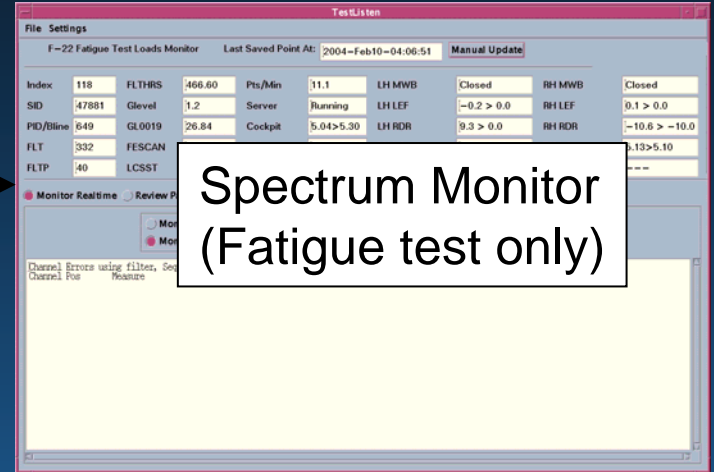 TestListen
File Settings
F-22 Fatigue Test Loads Monitor Last Saved Point At: 2004-Feb10-04:06:51 Manual Update
Index 118 FLTHRS 466.60 Pts/Min 11.1 LH MWB Closed RH MWB Closed
SID 47881 Glevel 1.2 Server Running LH LEF -0.2 > 0.0 RH LEF 0.1 > 0.0
PID/Bline 649 GL0019 26.84 Cockpit 5.04>5.30 LH RDR 9.3 > 0.0 RH RDR -10.6 > -10.0
FLT 332 FESCAN 5.13>5.10
FLTP 40 LCSST ---
Spectrum Monitor
(Fatigue test only)
Monitor Realtime Review
Channel Errors using filter,
Channel Pos Measure